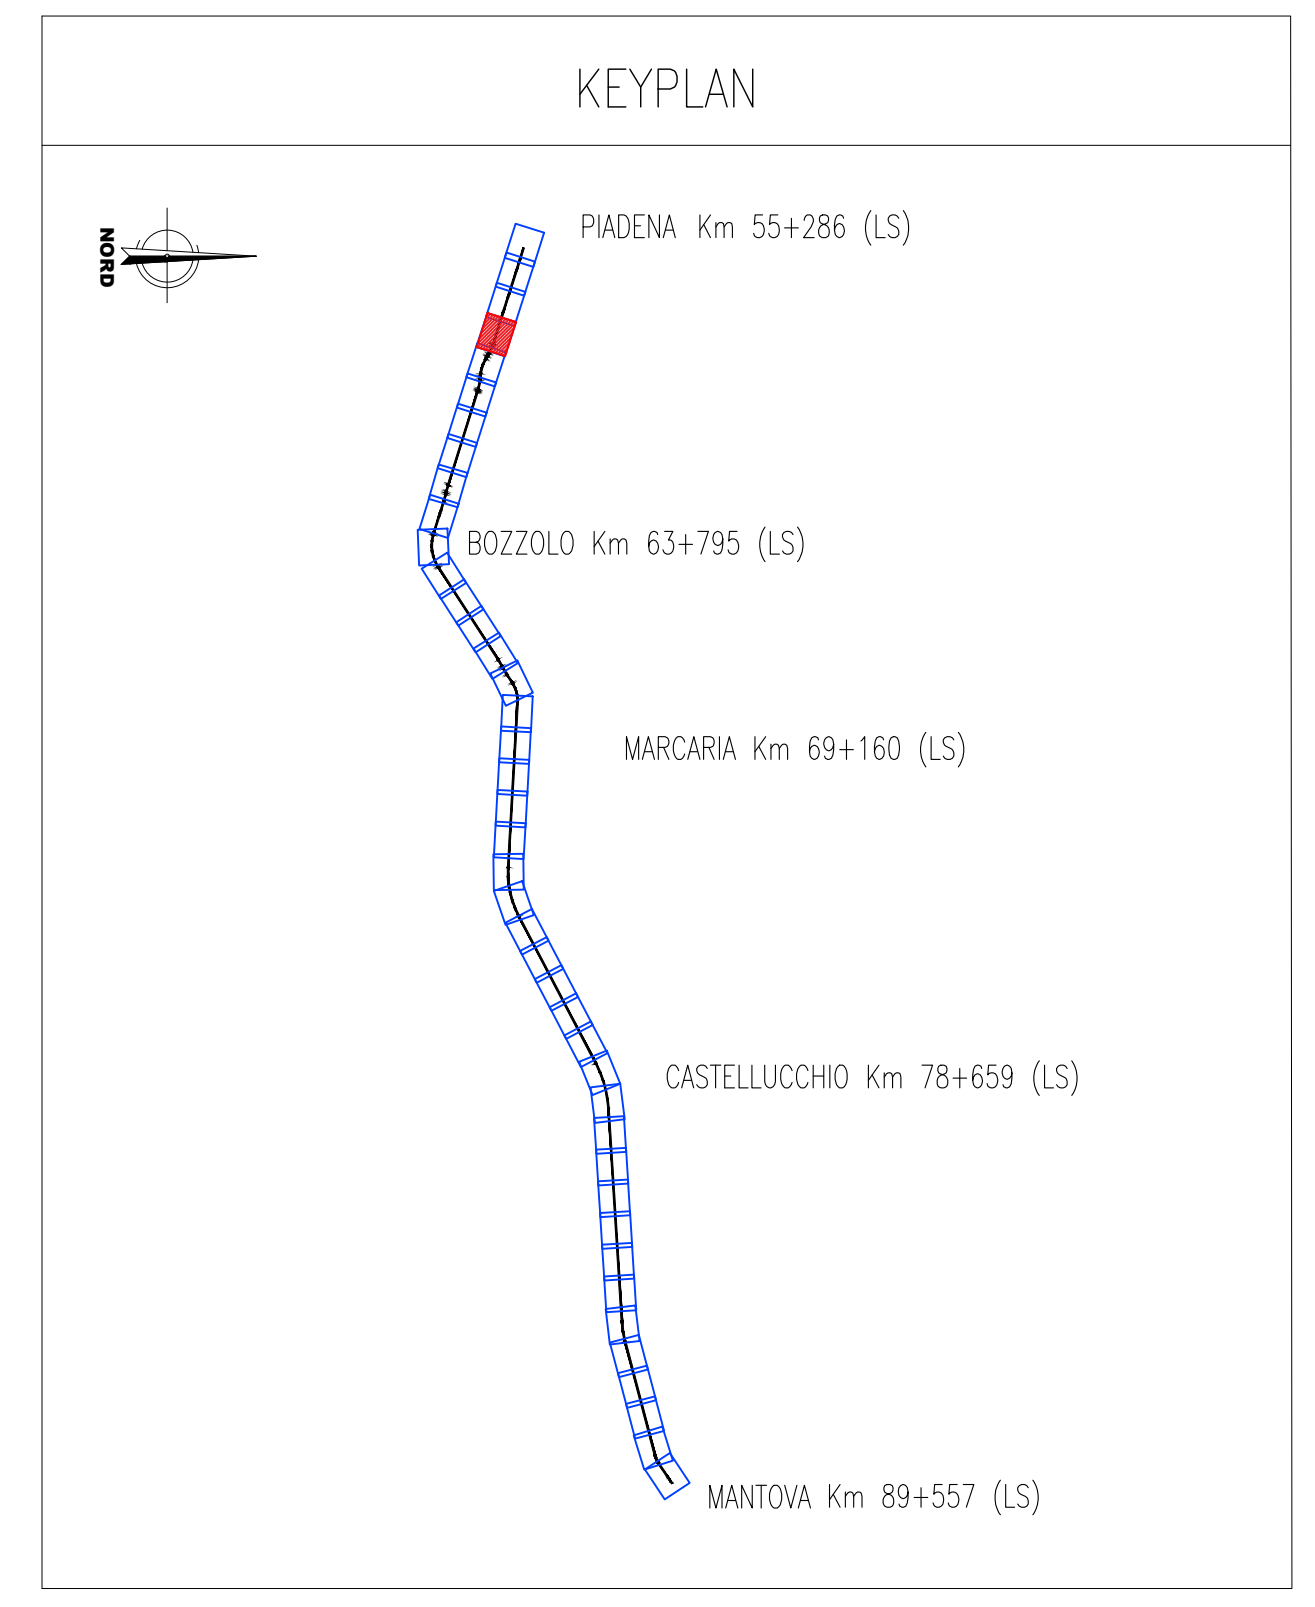 KEYPLAN
NORD
PIADENA Km 55+286 (LS)
BOZZOLO Km 63+795 (LS)
MARCARIA Km 69+160 (LS)
CASTELLUCCHIO Km 78+659 (LS)
MANTOVA Km 89+557 (LS)